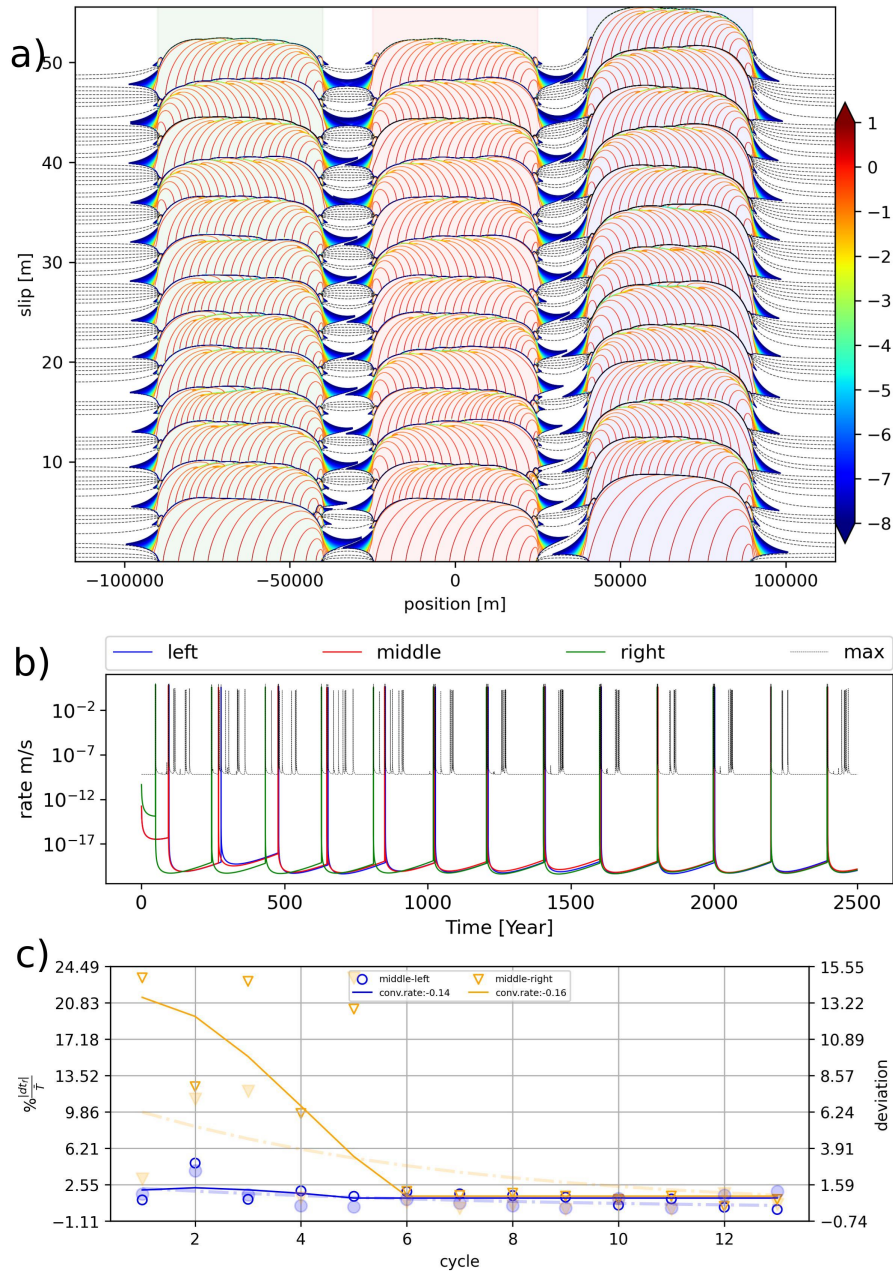 a)
slip [m]
50
40
30
20
10
−100000 −50000 0 50000 100000
position [m]
1
0
−1
−2
−3
−4
−5
−6
−7
−8
b)
left middle right max
rate m/s
10⁻²
10⁻⁷
10⁻¹²
10⁻¹⁷
0 500 1000 1500 2000 2500
Time [Year]
c)
%|dtᵣ|/T̄
24.49
20.83
17.18
13.52
9.86
6.21
2.55
−1.11
middle-left middle-right
conv.rate:-0.14 conv.rate:-0.16
15.55
13.22
10.89
8.57
6.24
3.91
1.59
−0.74
deviation
2 4 6 8 10 12
cycle